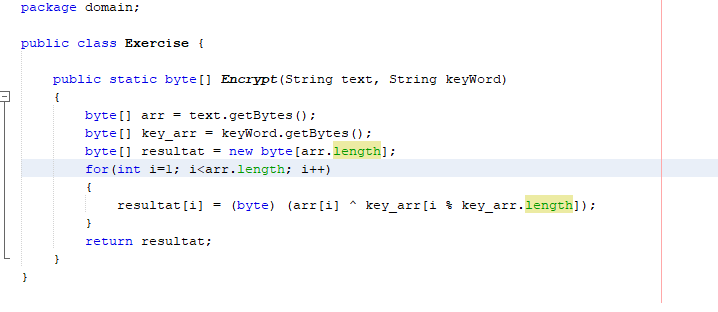 package domain;
public class Exercise {
public static byte[] Encrypt(String text, String keyWord)
{
byte[] arr = text.getBytes();
byte[] key_arr = keyWord.getBytes();
byte[] resultat = new byte[arr.length];
for(int i=1; i<arr.length; i++)
{
resultat[i] = (byte) (arr[i] ^ key_arr[i % key_arr.length]);
}
return resultat;
}
}